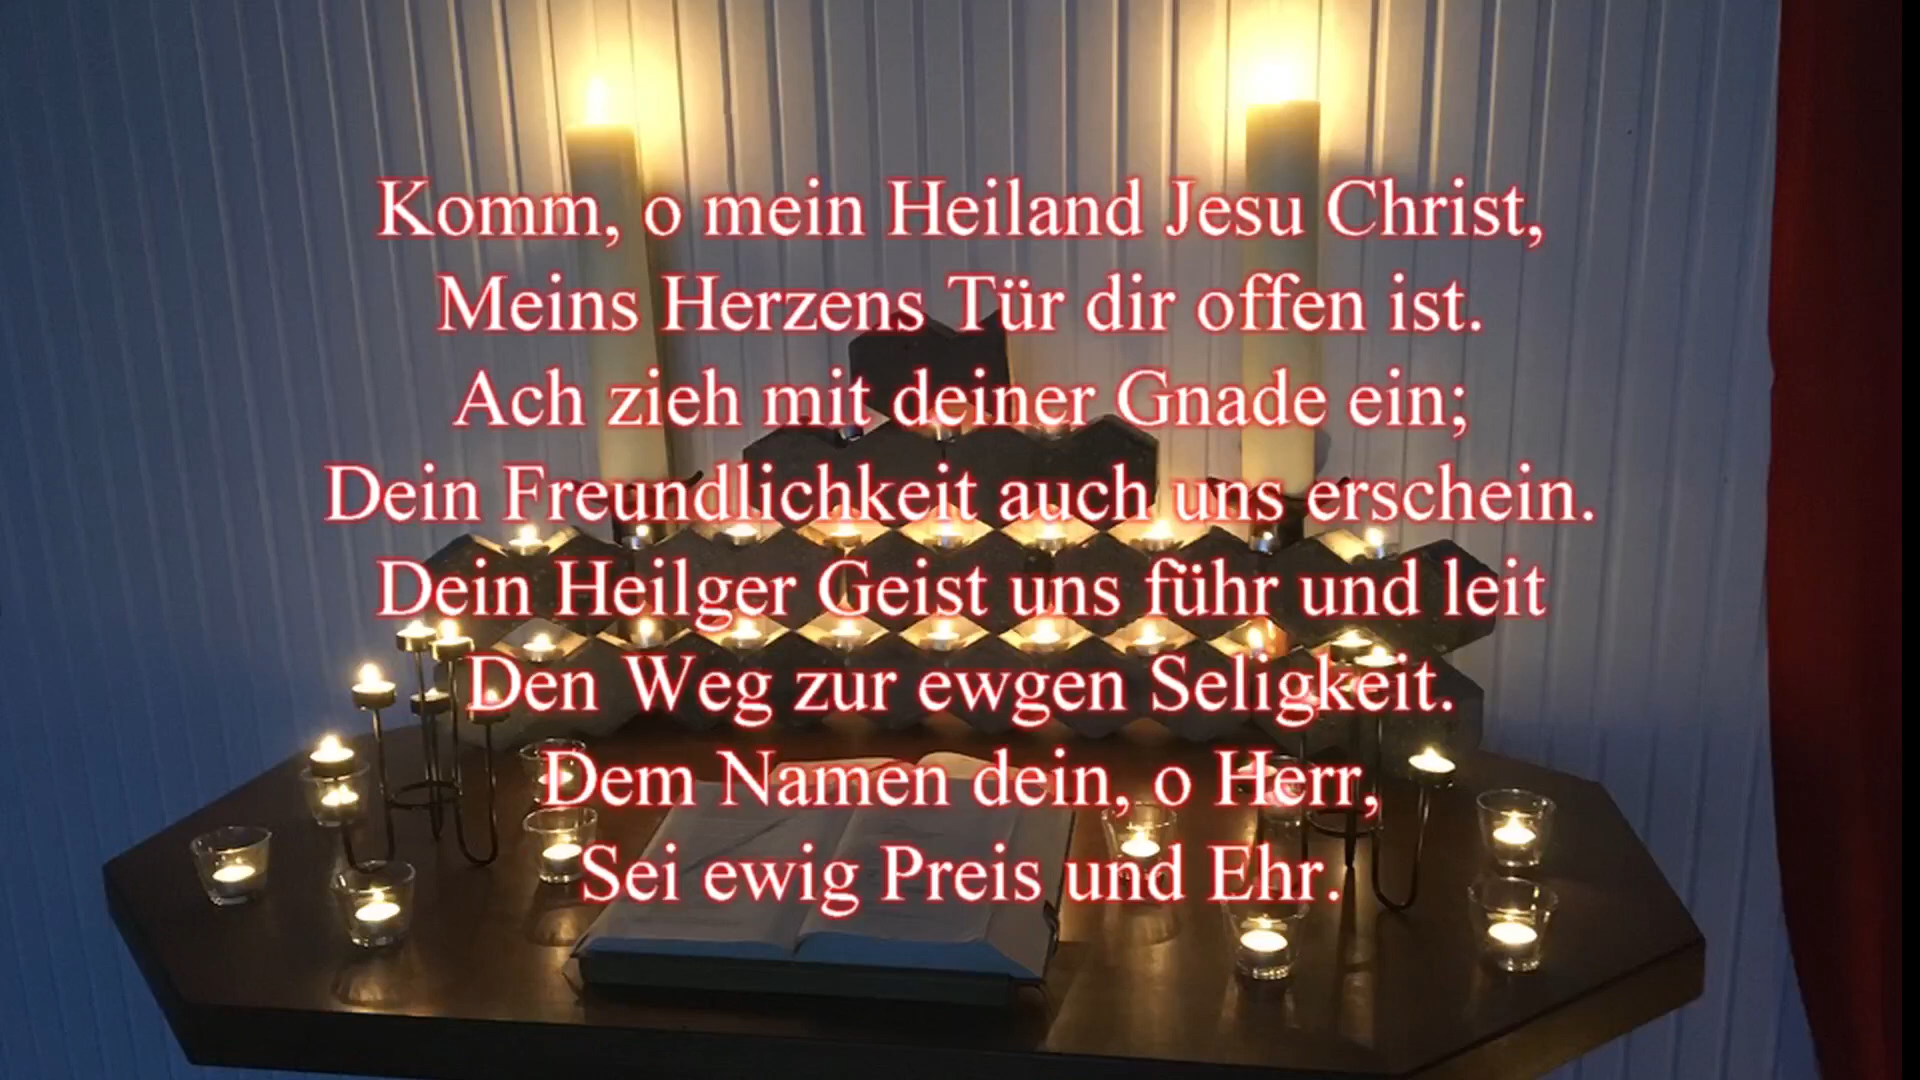 Komm, o mein Heiland Jesu Christ,
Meins Herzens Tür dir offen ist.
Ach zieh mit deiner Gnade ein;
Dein Freundlichkeit auch uns erschein.
Dein Heilger Geist uns führ und leit
Den Weg zur ewgen Seligkeit.
Dem Namen dein, o Herr,
Sei ewig Preis und Ehr.